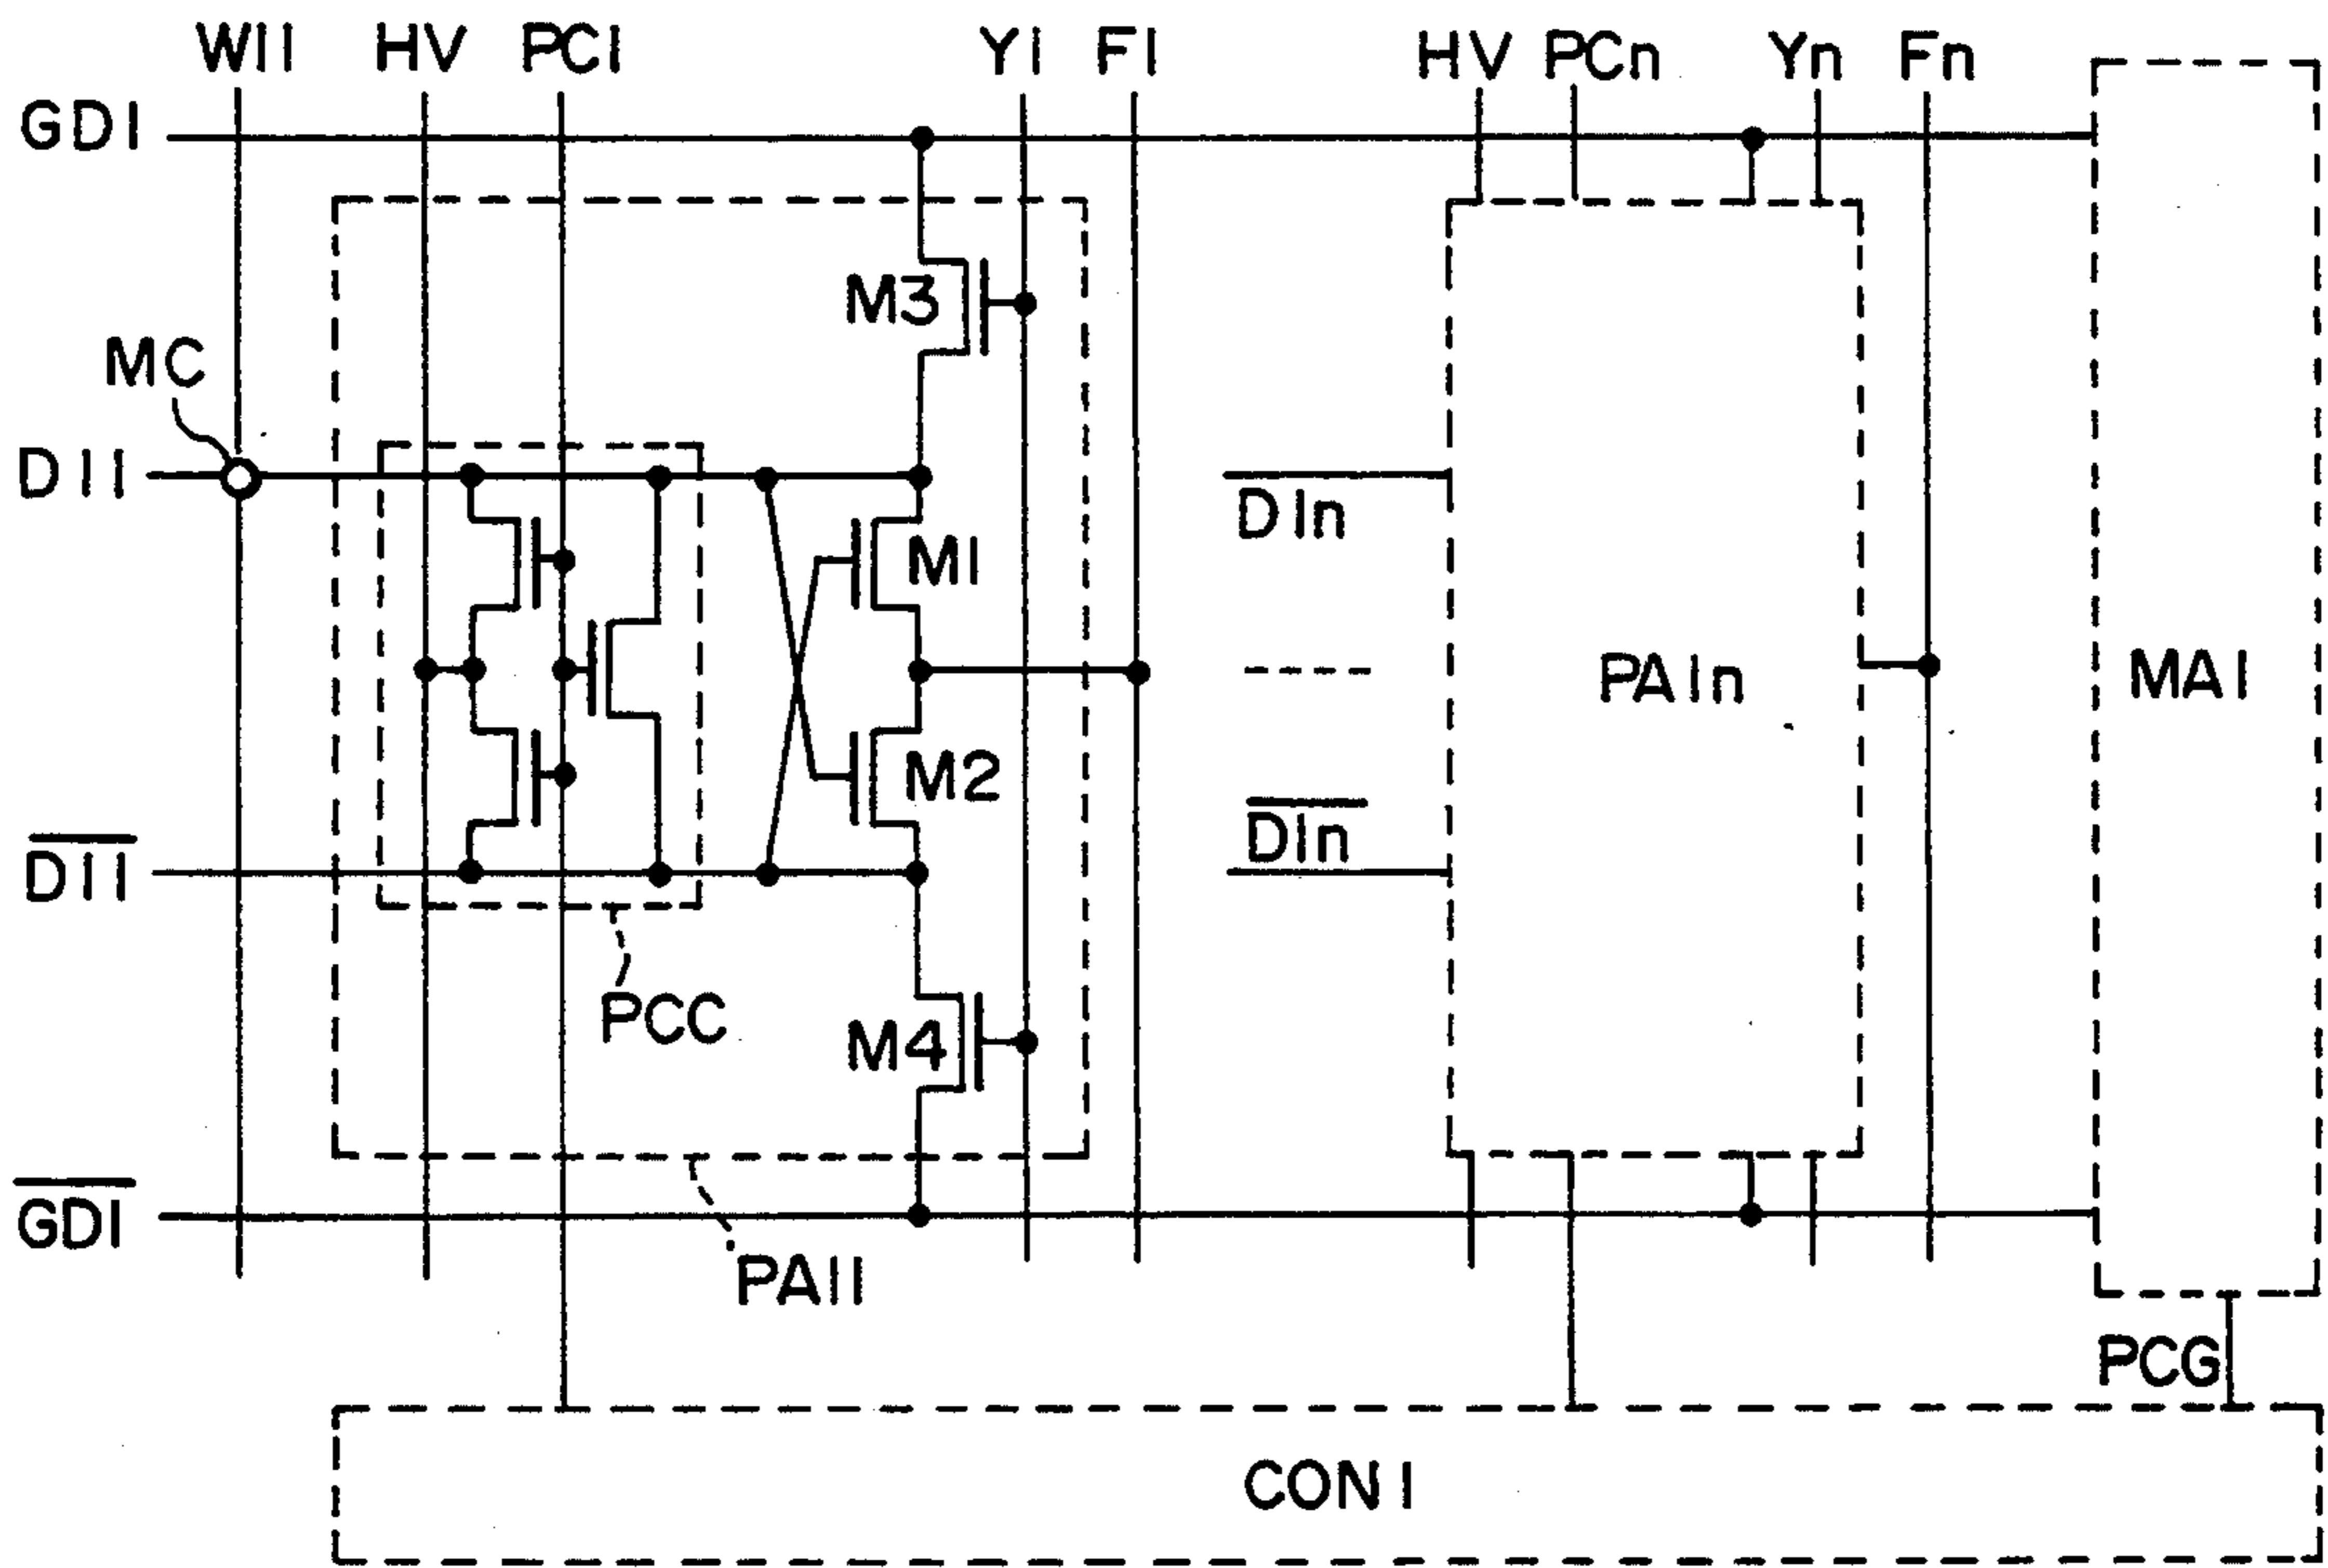 W11 HV PC1 Y1 F1 HV PCn Yn Fn
GD1
M3
MC
D11
D1n
M1
PA1n
MA1
M2
D1n
D11
PCC
M4
GD1
PA11
PCG
CON1